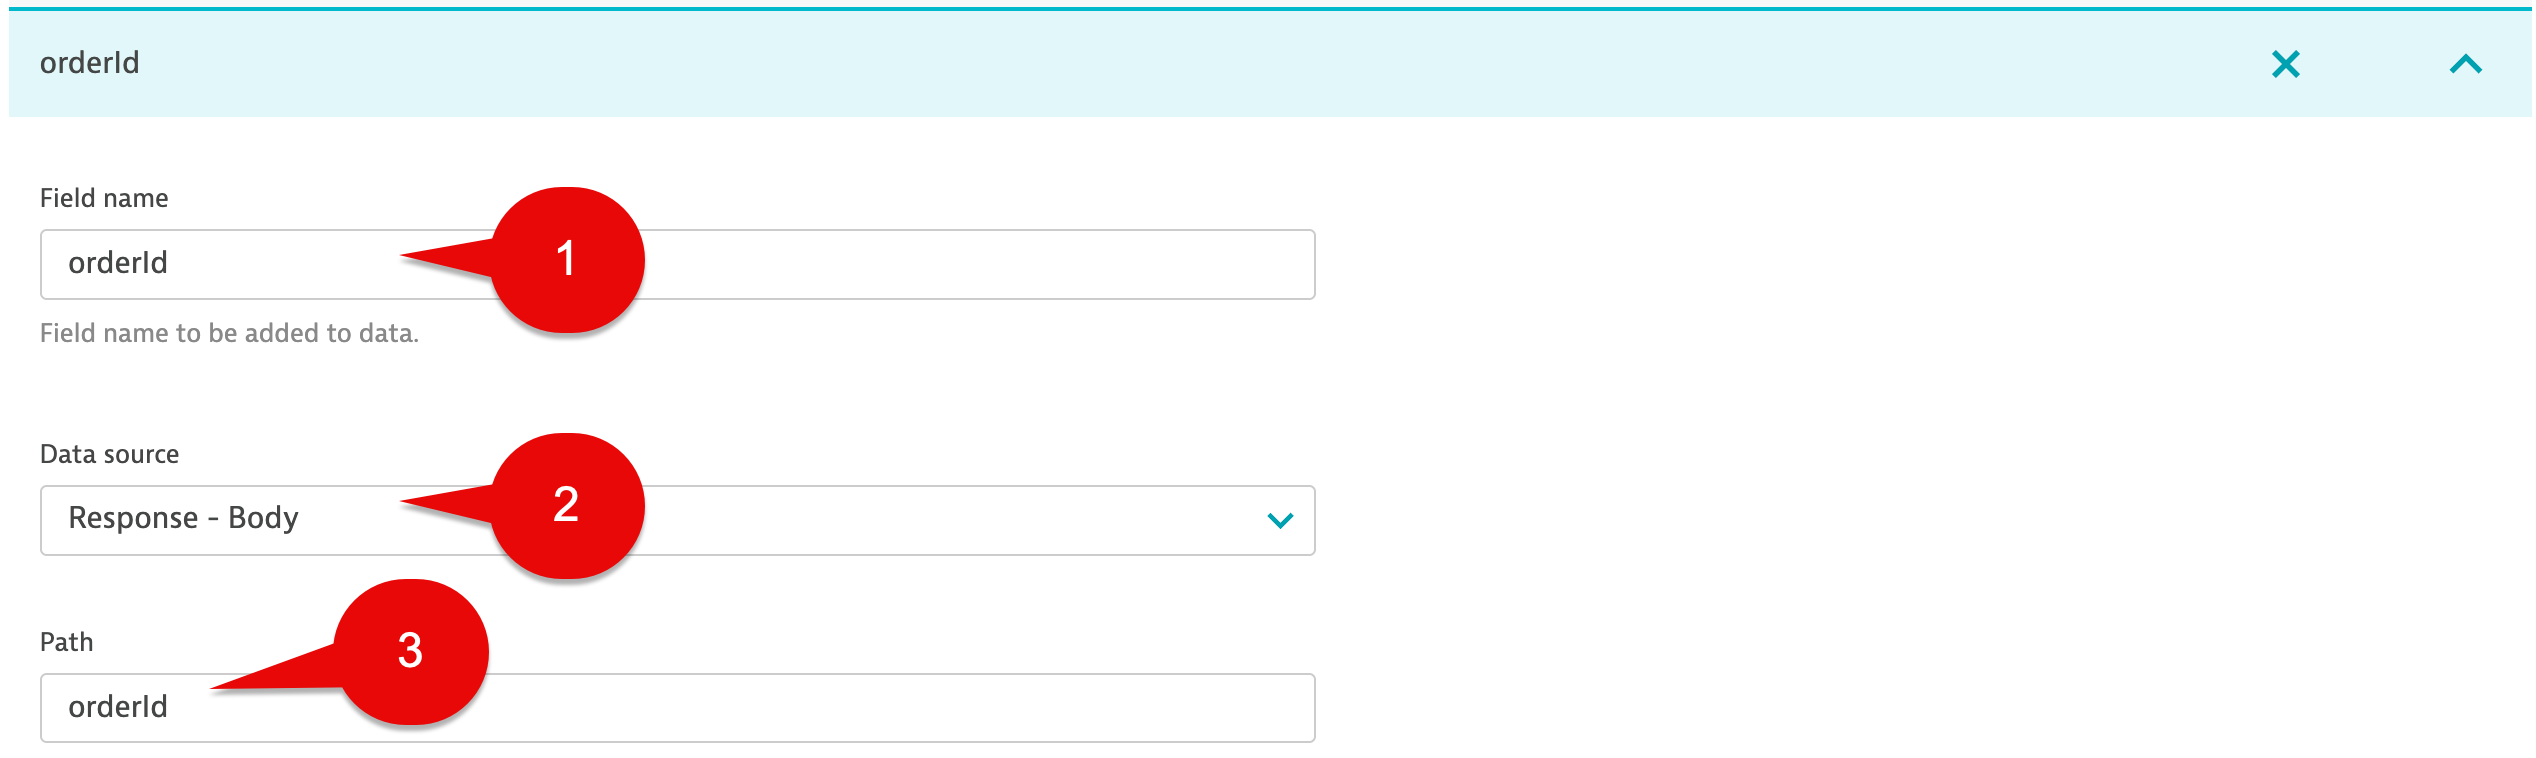 orderId
Field name
orderId
1
Field name to be added to data.
Data source
Response - Body
2
Path
orderId
3